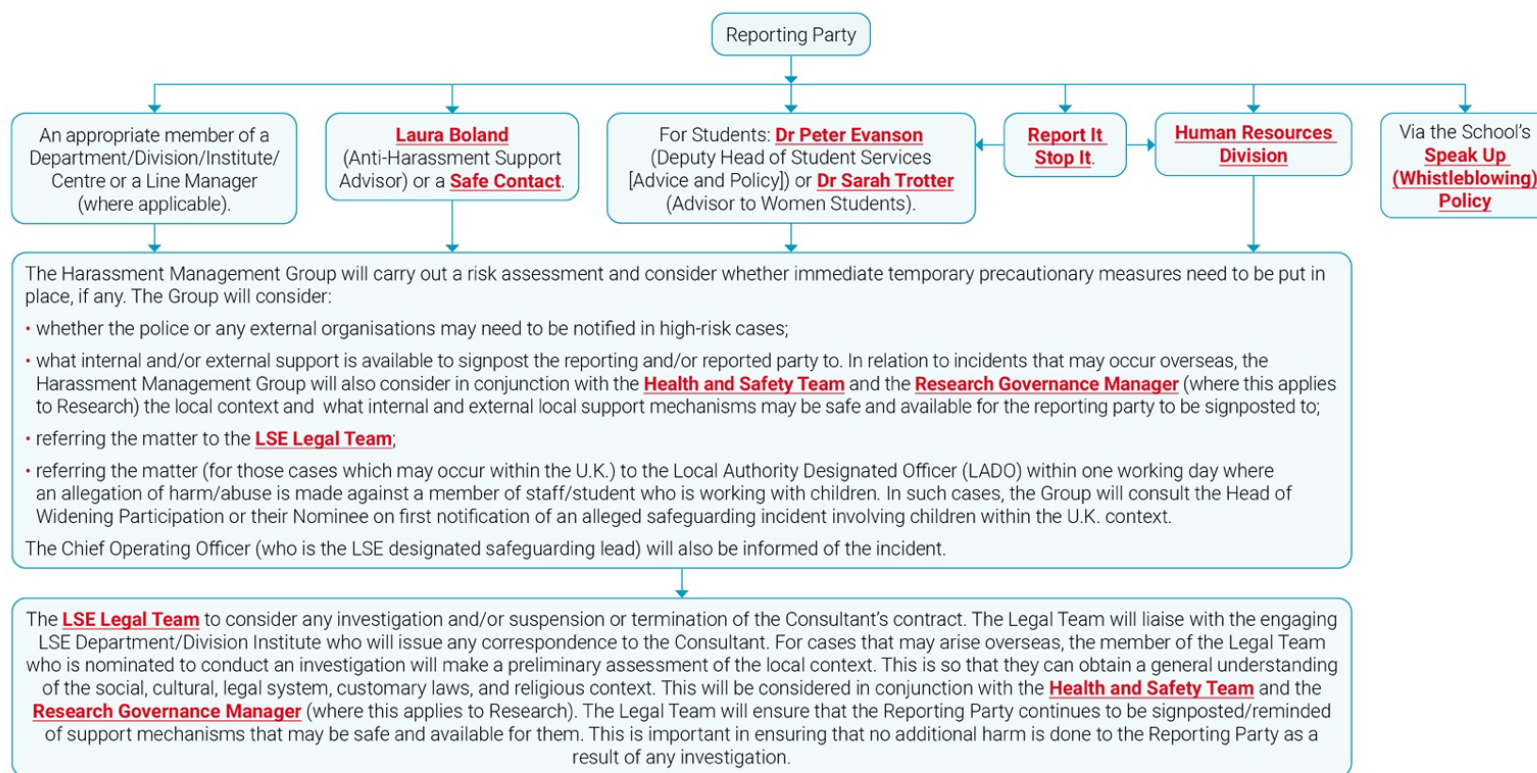 Reporting Party
An appropriate member of a
Department/Division/Institute/
Centre or a Line Manager
(where applicable).
Laura Boland
(Anti-Harassment Support
Advisor) or a Safe Contact.
For Students: Dr Peter Evanson
(Deputy Head of Student Services
[Advice and Policy]) or Dr Sarah Trotter
(Advisor to Women Students).
Report It
Stop It.
Human Resources
Division
Via the School’s
Speak Up
(Whistleblowing)
Policy
The Harassment Management Group will carry out a risk assessment and consider whether immediate temporary precautionary measures need to be put in
place, if any. The Group will consider:
• whether the police or any external organisations may need to be notified in high-risk cases;
• what internal and/or external support is available to signpost the reporting and/or reported party to. In relation to incidents that may occur overseas, the
Harassment Management Group will also consider in conjunction with the Health and Safety Team and the Research Governance Manager (where this applies
to Research) the local context and what internal and external local support mechanisms may be safe and available for the reporting party to be signposted to;
• referring the matter to the LSE Legal Team;
• referring the matter (for those cases which may occur within the U.K.) to the Local Authority Designated Officer (LADO) within one working day where
an allegation of harm/abuse is made against a member of staff/student who is working with children. In such cases, the Group will consult the Head of
Widening Participation or their Nominee on first notification of an alleged safeguarding incident involving children within the U.K. context.
The Chief Operating Officer (who is the LSE designated safeguarding lead) will also be informed of the incident.
The LSE Legal Team to consider any investigation and/or suspension or termination of the Consultant’s contract. The Legal Team will liaise with the engaging
LSE Department/Division Institute who will issue any correspondence to the Consultant. For cases that may arise overseas, the member of the Legal Team
who is nominated to conduct an investigation will make a preliminary assessment of the local context. This is so that they can obtain a general understanding
of the social, cultural, legal system, customary laws, and religious context. This will be considered in conjunction with the Health and Safety Team and the
Research Governance Manager (where this applies to Research). The Legal Team will ensure that the Reporting Party continues to be signposted/reminded
of support mechanisms that may be safe and available for them. This is important in ensuring that no additional harm is done to the Reporting Party as a
result of any investigation.